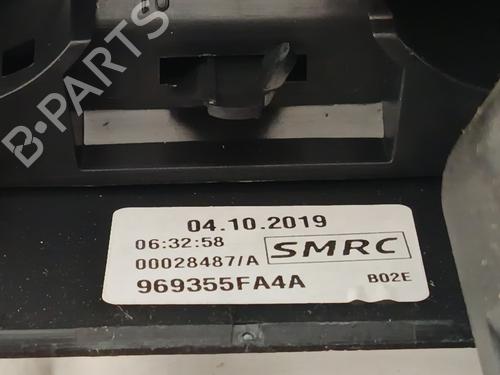 B-PARTS
04.10.2019
06:32:58
SMRC
00028487/A
969355FA4A
B02E